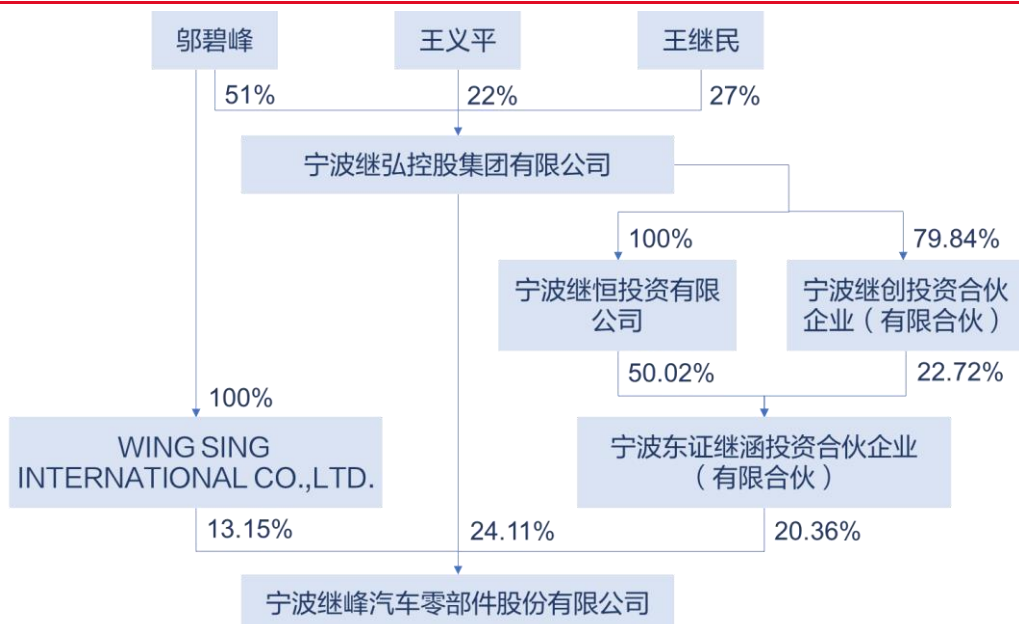 邬碧峰
王义平
王继民
51%
22%
27%
宁波继弘控股集团有限公司
100%
79.84%
宁波继恒投资有限
公司
宁波继创投资合伙
企业（有限合伙）
50.02%
22.72%
100%
WING SING
INTERNATIONAL CO.,LTD.
宁波东证继涵投资合伙企业
（有限合伙）
13.15%
24.11%
20.36%
宁波继峰汽车零部件股份有限公司